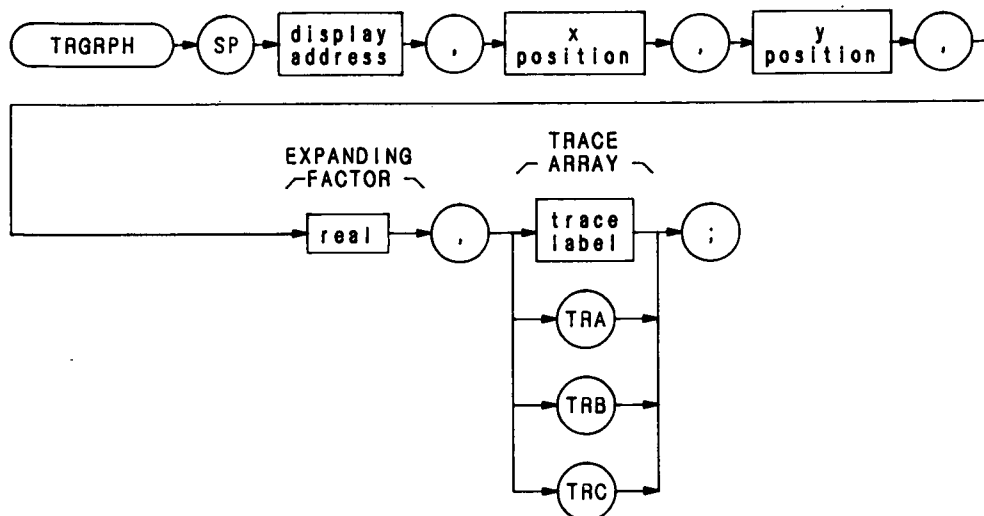 TRGRPH SP display address , x position , y position ,
EXPANDING FACTOR
TRACE ARRAY
real , trace label ;
TRA
TRB
TRC